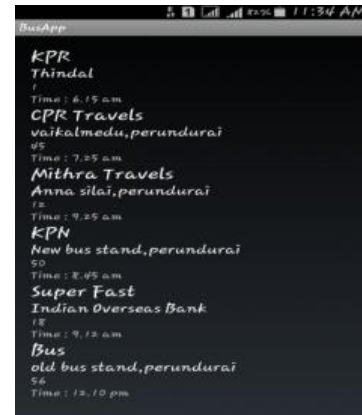 82% 11:34 AM
BusApp
KPR
Thindal
1
Time : 6.15 am
CPR Travels
vaikalmedu,perundurai
45
Time : 7.25 am
Mithra Travels
Anna silai,perundurai
12
Time : 9.25 am
KPN
New bus stand,perundurai
50
Time : 8.45 am
Super Fast
Indian Overseas Bank
18
Time : 9.12 am
Bus
old bus stand,perundurai
56
Time : 12.10 pm